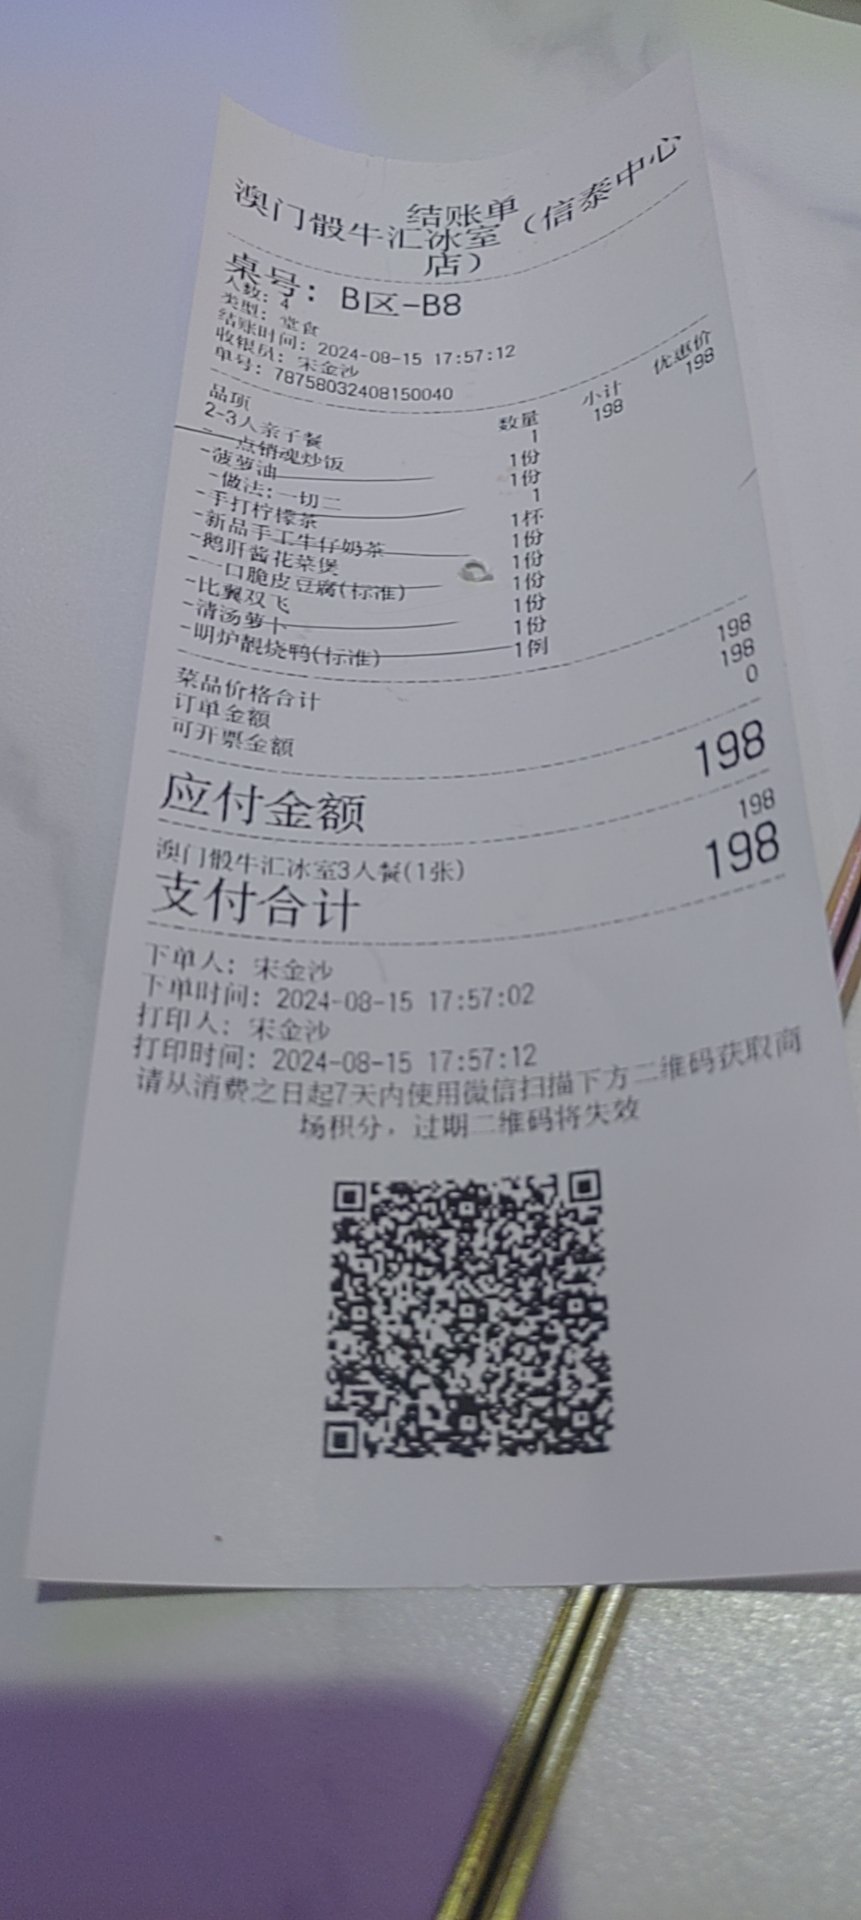 结账单
澳门骰牛汇冰室（信泰中心
店）
桌号：B区-B8
人数：4
类型：堂食
结账时间：2024-08-15 17:57:12
收银员：宋金沙
单号：78758032408150040
品项 数量 小计 优惠价
2-3人亲子餐 1 198 198
-一点销魂炒饭 1份
-菠萝油 1份
-做法:一切二 1
-手打柠檬茶 1杯
-新品手工牛仔奶茶 1份
-鹅肝酱花菜煲 1份
-一口脆皮豆腐(标准) 1份
-比翼双飞 1份
-清汤萝卜 1份
-明炉靓烧鸭(标准) 1例
菜品价格合计 198
订单金额 198
可开票金额 0
应付金额 198
澳门骰牛汇冰室3人餐(1张) 198
支付合计 198
下单人：宋金沙
下单时间：2024-08-15 17:57:02
打印人：宋金沙
打印时间：2024-08-15 17:57:12
请从消费之日起7天内使用微信扫描下方二维码获取商
场积分，过期二维码将失效